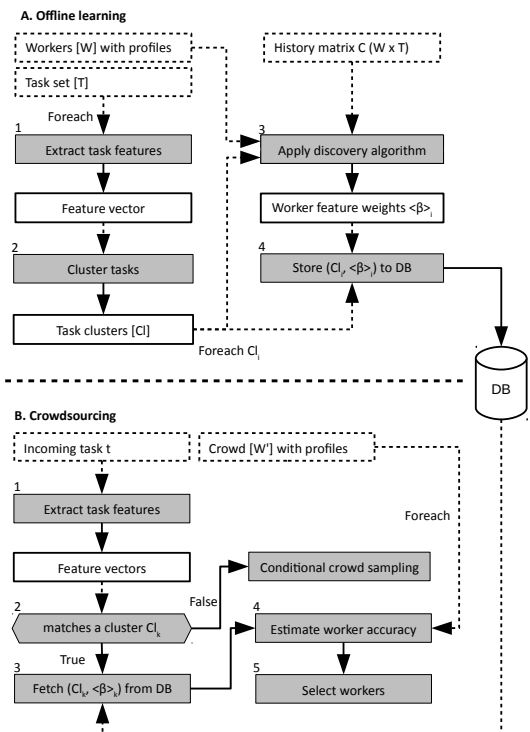 A. Offline learning
Workers [W] with profiles
History matrix C (W x T)
Task set [T]
Foreach
1
Extract task features
3
Apply discovery algorithm
Feature vector
Worker feature weights <β>i
2
Cluster tasks
4
Store (Cli, <β>i) to DB
Task clusters [Cl]
Foreach Cli
DB
B. Crowdsourcing
Incoming task t
Crowd [W'] with profiles
1
Extract task features
Foreach
Feature vectors
Conditional crowd sampling
False
2
matches a cluster Clk
4
Estimate worker accuracy
True
3
Fetch (Clk, <β>k) from DB
5
Select workers